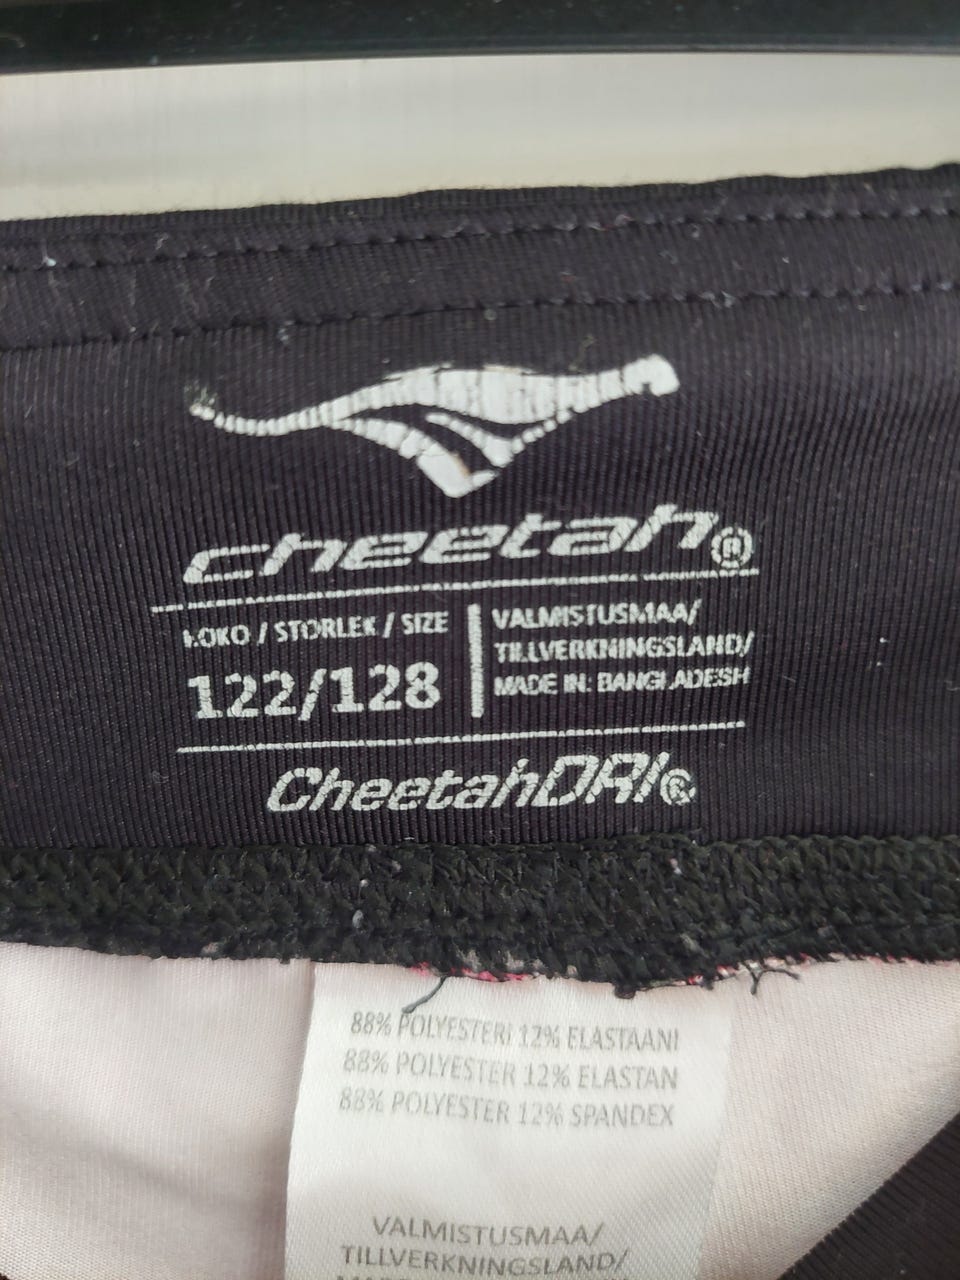 cheetah®
KOKO / STORLEK / SIZE
122/128
VALMISTUSMAA/
TILLVERKNINGSLAND/
MADE IN: BANGLADESH
CheetahDRI®
88% POLYESTERI 12% ELASTAANI
88% POLYESTER 12% ELASTAN
88% POLYESTER 12% SPANDEX
VALMISTUSMAA/
TILLVERKNINGSLAND/